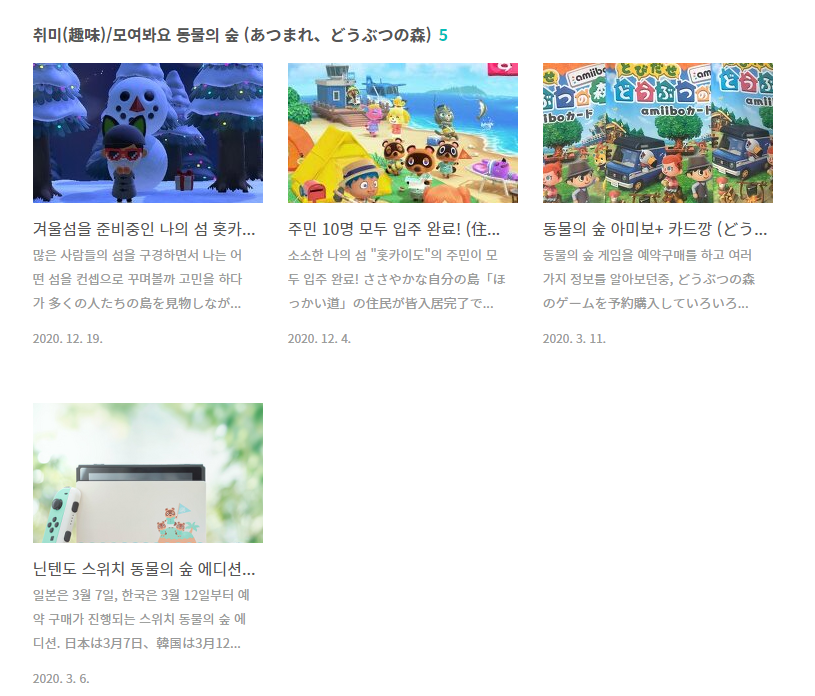 취미(趣味)/모여봐요 동물의 숲 (あつまれ、どうぶつの森) 5
겨울섬을 준비중인 나의 섬 홋카...
많은 사람들의 섬을 구경하면서 나는 어
떤 섬을 컨셉으로 꾸며볼까 고민을 하다
가 多くの人たちの島を見物しなが...
2020. 12. 19.
주민 10명 모두 입주 완료! (住...
소소한 나의 섬 "홋카이도"의 주민이 모
두 입주 완료! ささやかな自分の島「ほ
っかい道」の住民が皆入居完了で...
2020. 12. 4.
とびだせ
amiibo
amiiboカード
동물의 숲 아미보+ 카드깡 (どう...
동물의 숲 게임을 예약구매를 하고 여러
가지 정보를 알아보던중, どうぶつの森
のゲームを予約購入していろいろ...
2020. 3. 11.
닌텐도 스위치 동물의 숲 에디션...
일본은 3월 7일, 한국은 3월 12일부터 예
약 구매가 진행되는 스위치 동물의 숲 에
디션. 日本は3月7日、韓国は3月12...
2020. 3. 6.